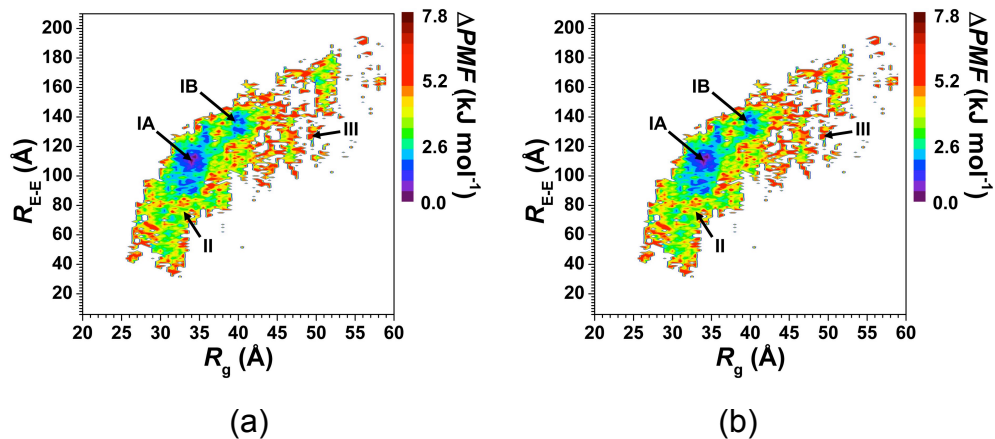 200
180
160
140
120
100
80
60
40
20
R_E-E (Å)
20 25 30 35 40 45 50 55 60
R_g (Å)
IA
IB
II
III
7.8
5.2
2.6
0.0
ΔPMF (kJ mol⁻¹)
(a)
200
180
160
140
120
100
80
60
40
20
R_E-E (Å)
20 25 30 35 40 45 50 55 60
R_g (Å)
IA
IB
II
III
7.8
5.2
2.6
0.0
ΔPMF (kJ mol⁻¹)
(b)